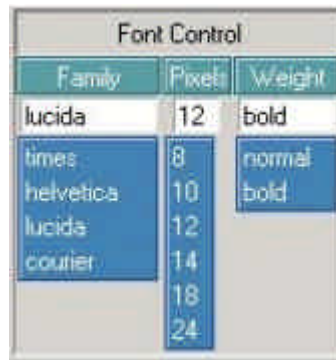 Font Control
Family Pixels Weight
lucida 12 bold
times 8 normal
helvetica 10 bold
lucida 12
courier 14
18
24